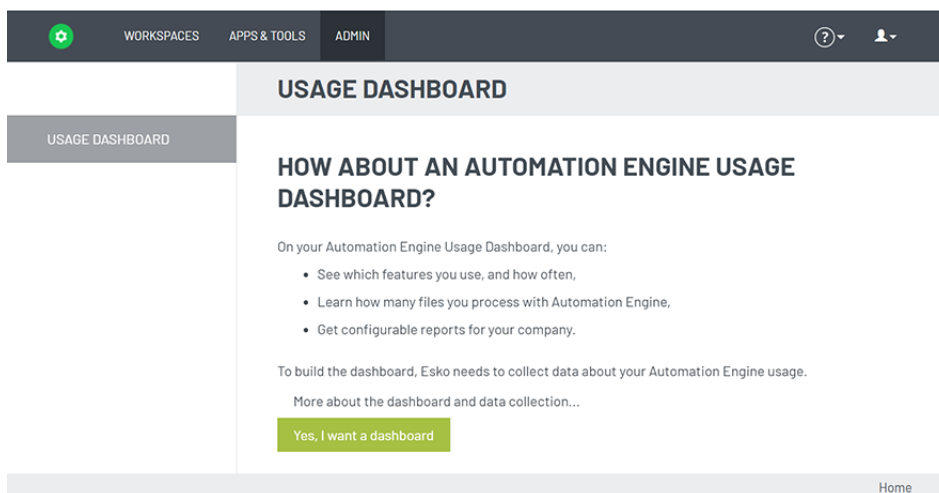 WORKSPACES APPS & TOOLS ADMIN ?
USAGE DASHBOARD
USAGE DASHBOARD
HOW ABOUT AN AUTOMATION ENGINE USAGE
DASHBOARD?
On your Automation Engine Usage Dashboard, you can:
• See which features you use, and how often,
• Learn how many files you process with Automation Engine,
• Get configurable reports for your company.
To build the dashboard, Esko needs to collect data about your Automation Engine usage.
More about the dashboard and data collection...
Yes, I want a dashboard
Home